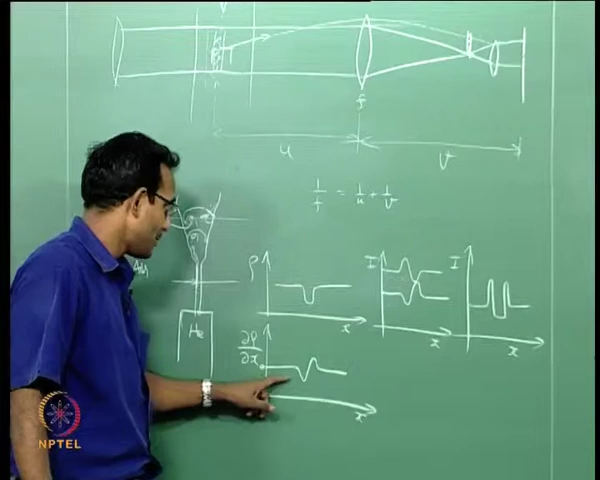 f
u
v
1/f = 1/u + 1/v
ρ
x
I
x
I
x
He
∂ρ/∂x
x
NPTEL